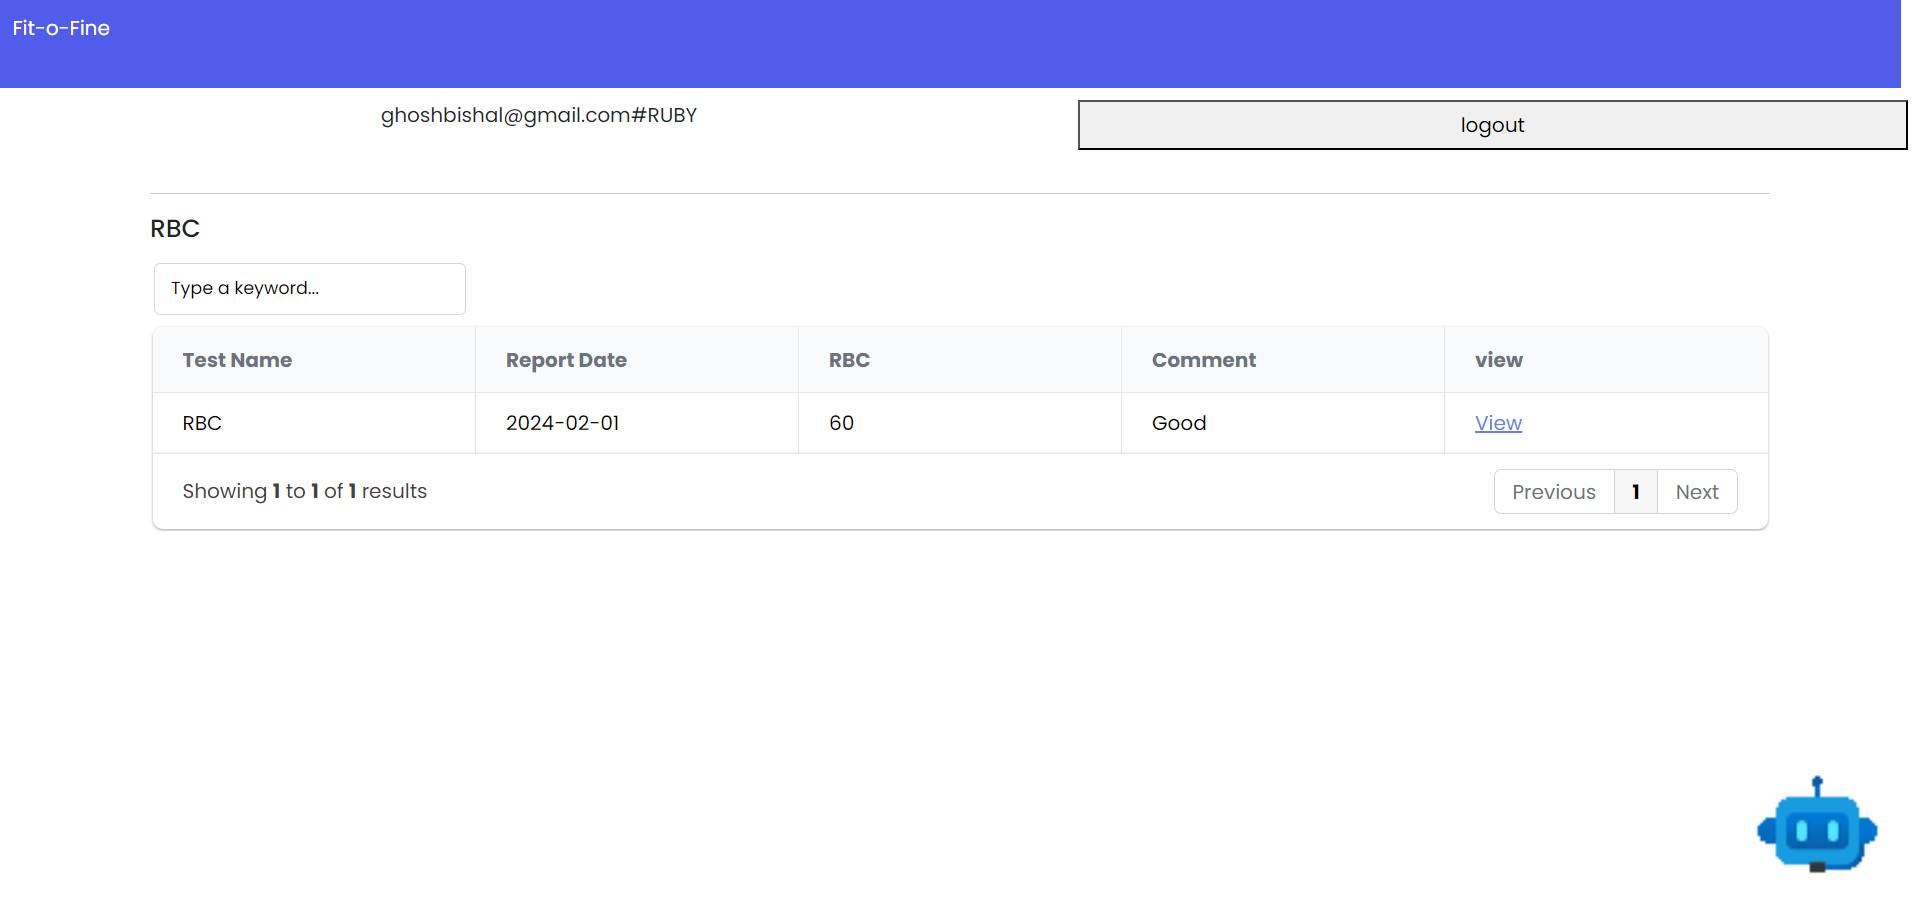 Fit-o-Fine
ghoshbishal@gmail.com#RUBY
logout
RBC
Type a keyword...
Test Name Report Date RBC Comment view
RBC 2024-02-01 60 Good View
Showing 1 to 1 of 1 results
Previous 1 Next